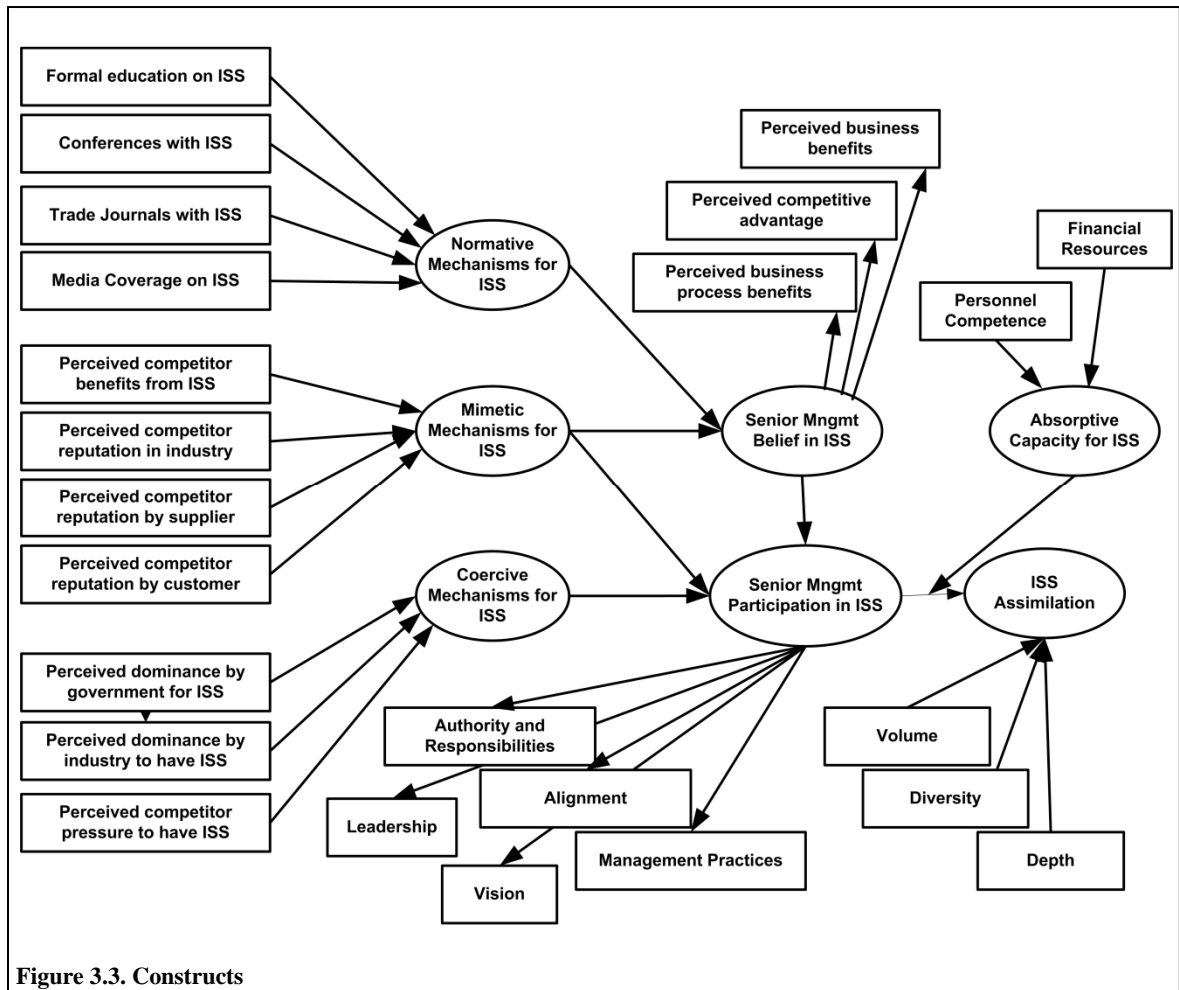 Formal education on ISS
Conferences with ISS
Trade Journals with ISS
Media Coverage on ISS
Perceived competitor
benefits from ISS
Perceived competitor
reputation in industry
Perceived competitor
reputation by supplier
Perceived competitor
reputation by customer
Perceived dominance by
government for ISS
Perceived dominance by
industry to have ISS
Perceived competitor
pressure to have ISS
Normative
Mechanisms for
ISS
Mimetic
Mechanisms for
ISS
Coercive
Mechanisms for
ISS
Perceived business
benefits
Perceived competitive
advantage
Perceived business
process benefits
Senior Mngmt
Belief in ISS
Senior Mngmt
Participation in ISS
Authority and
Responsibilities
Leadership
Alignment
Vision
Management Practices
Financial
Resources
Personnel
Competence
Absorptive
Capacity for ISS
ISS
Assimilation
Volume
Diversity
Depth
Figure 3.3. Constructs